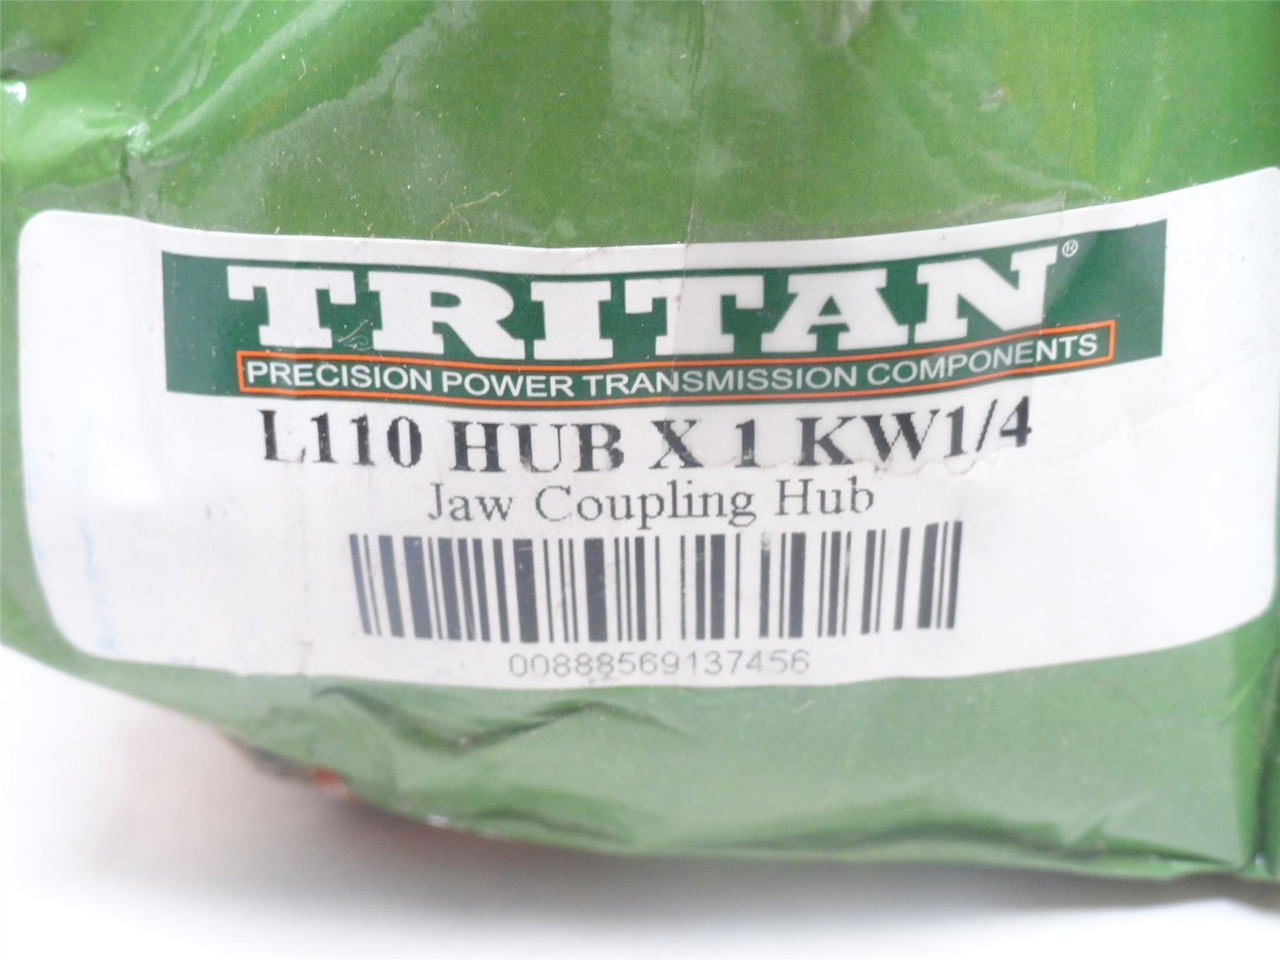 TRITAN®
PRECISION POWER TRANSMISSION COMPONENTS
L110 HUB X 1 KW1/4
Jaw Coupling Hub
00888569137456